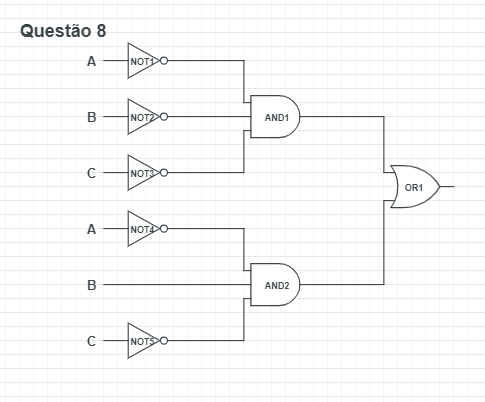 Questão 8
A NOT1
B NOT2 AND1
C NOT3
OR1
A NOT4
B AND2
C NOT5